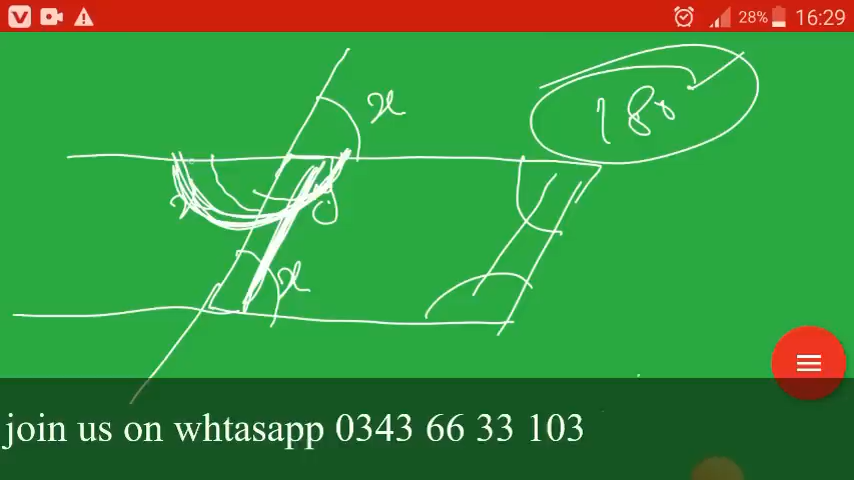 28% 16:29
x
180
x
y
x
join us on whtasapp 0343 66 33 103